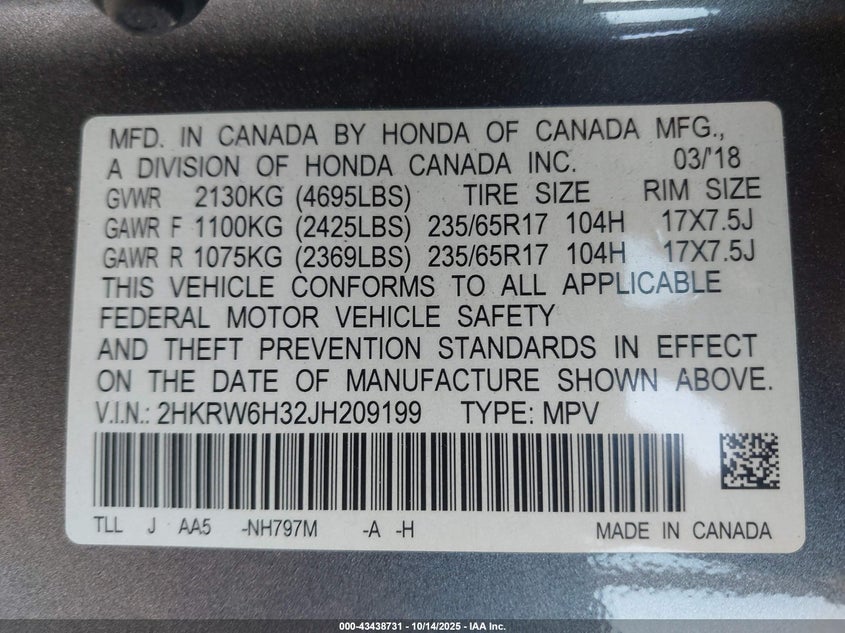 MFD. IN CANADA BY HONDA OF CANADA MFG.,
A DIVISION OF HONDA CANADA INC. 03/'18
GVWR 2130KG (4695LBS) TIRE SIZE RIM SIZE
GAWR F 1100KG (2425LBS) 235/65R17 104H 17X7.5J
GAWR R 1075KG (2369LBS) 235/65R17 104H 17X7.5J
THIS VEHICLE CONFORMS TO ALL APPLICABLE
FEDERAL MOTOR VEHICLE SAFETY
AND THEFT PREVENTION STANDARDS IN EFFECT
ON THE DATE OF MANUFACTURE SHOWN ABOVE.
V.I.N.: 2HKRW6H32JH209199 TYPE: MPV
TLL J AA5 -NH797M -A -H MADE IN CANADA
000-43438731 - 10/14/2025 - IAA Inc.